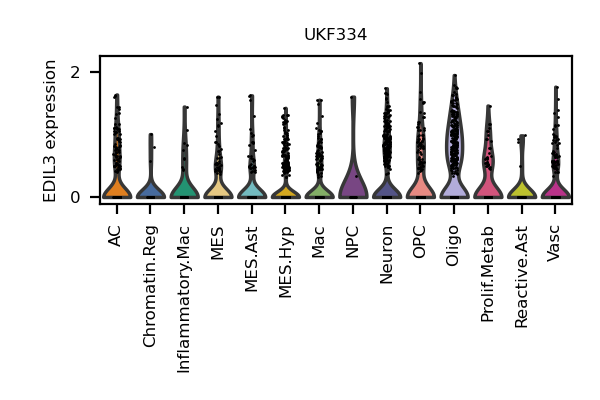 UKF334
EDIL3 expression
2
0
AC
Chromatin.Reg
Inflammatory.Mac
MES
MES.Ast
MES.Hyp
Mac
NPC
Neuron
OPC
Oligo
Prolif.Metab
Reactive.Ast
Vasc